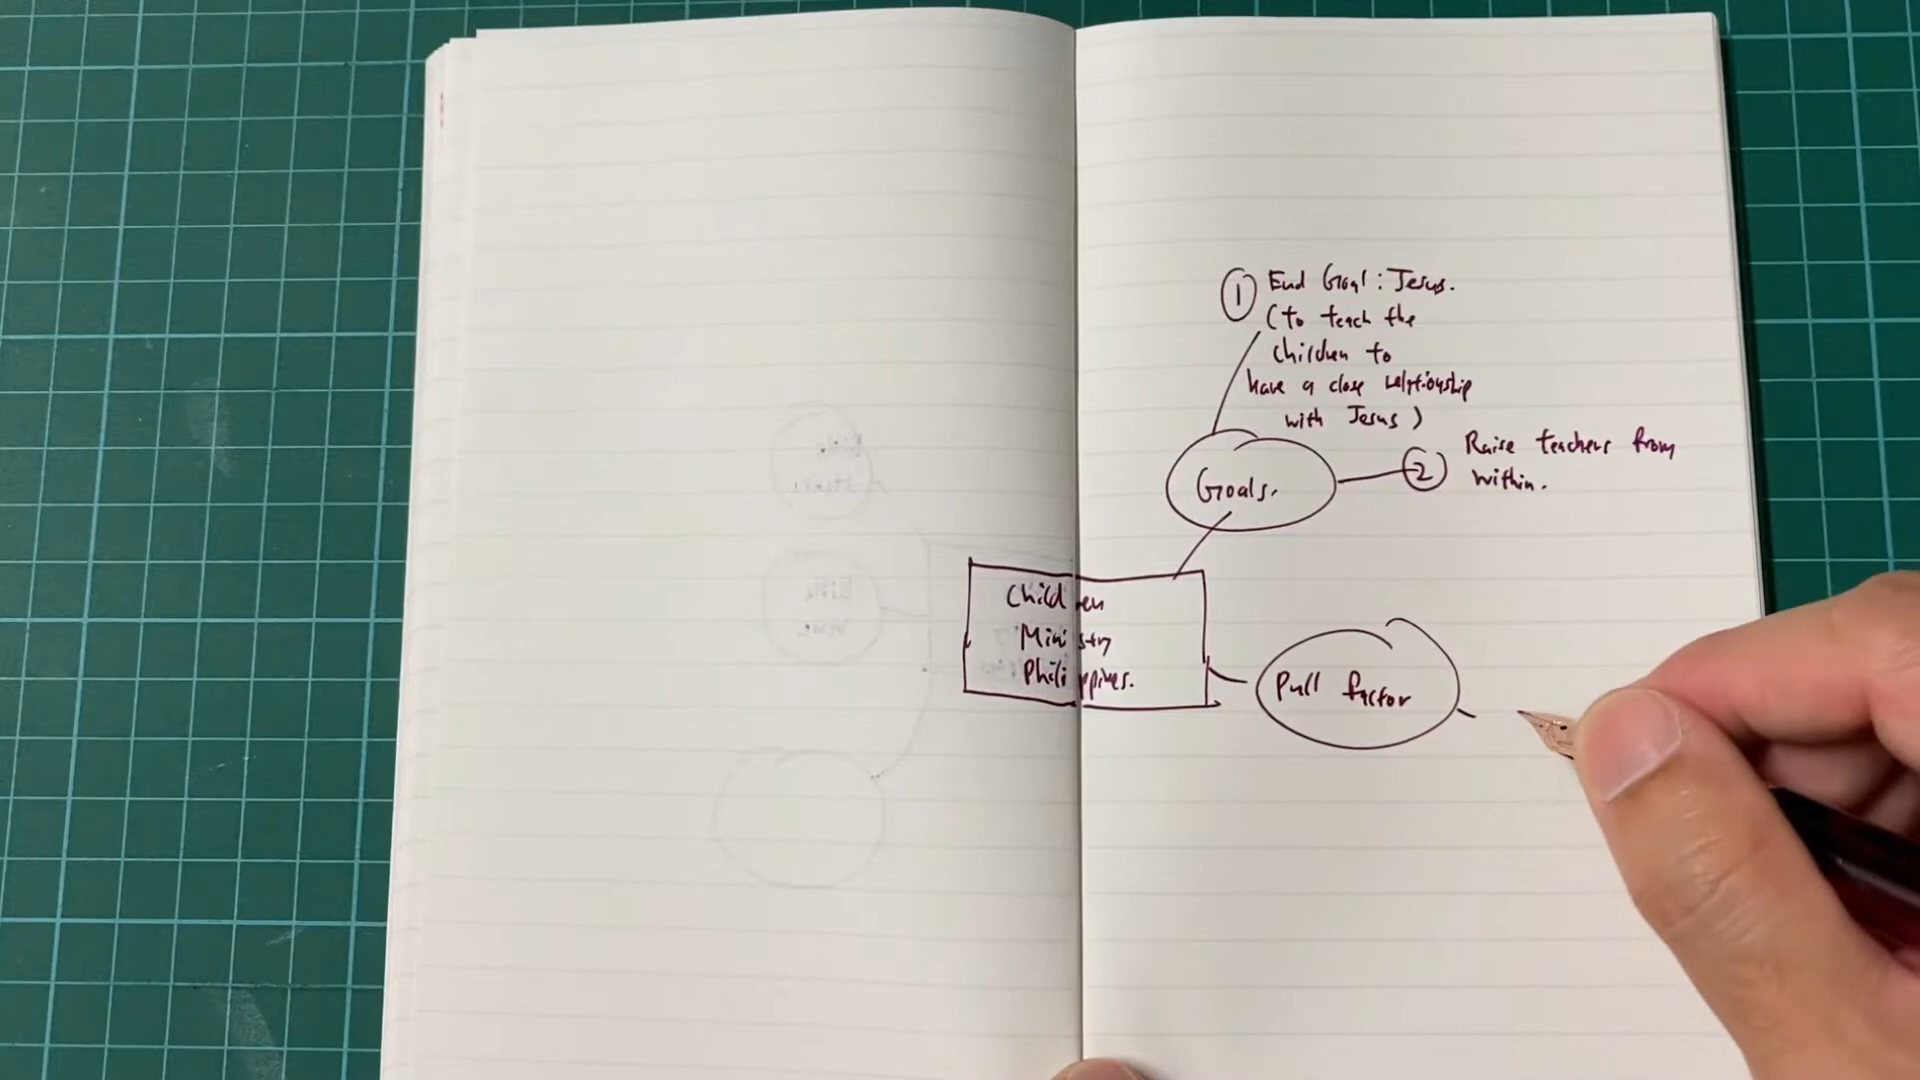 ① End Goal : Jesus.
(to teach the
children to
have a close relationship
with Jesus)
② Raise teachers from
within.
Goals.
Children
Ministry
Philippines.
Pull factor